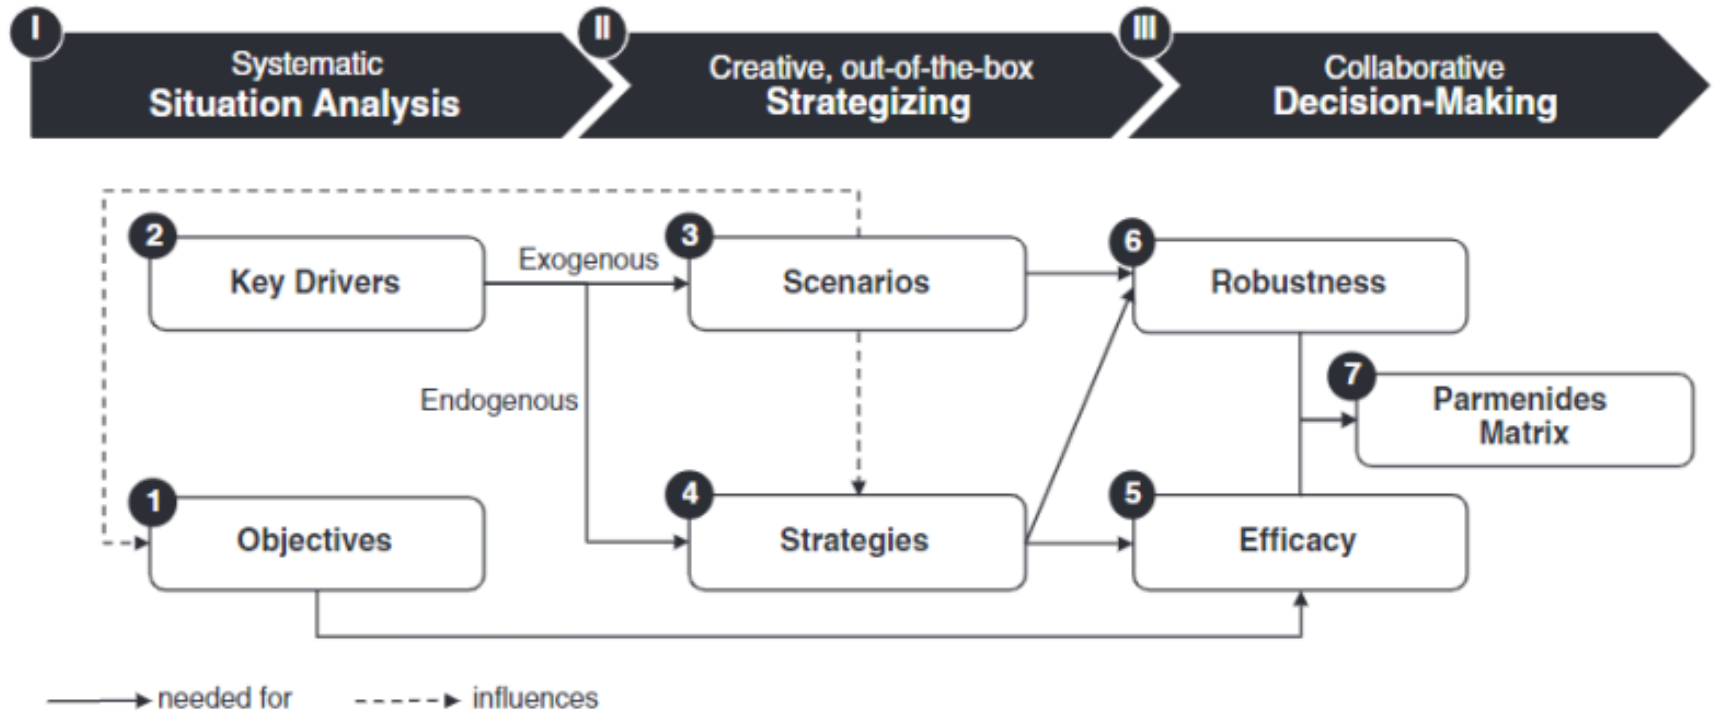 I
Systematic
Situation Analysis
II
Creative, out-of-the-box
Strategizing
III
Collaborative
Decision-Making
2
Key Drivers
Exogenous
3
Scenarios
6
Robustness
Endogenous
7
Parmenides
Matrix
1
Objectives
4
Strategies
5
Efficacy
needed for
influences